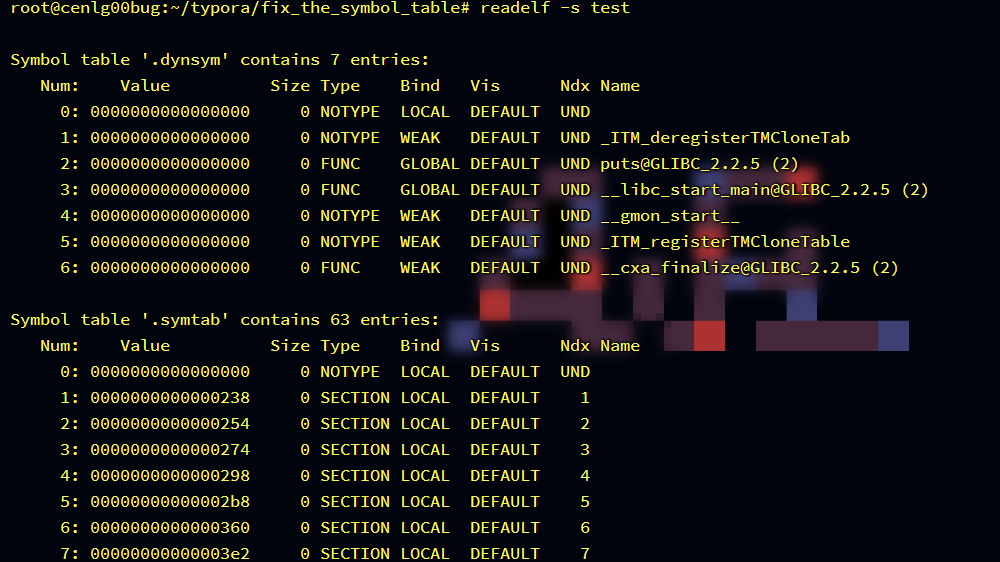 root@cenlg00bug:~/typora/fix_the_symbol_table# readelf -s test
Symbol table '.dynsym' contains 7 entries:
Num: Value Size Type Bind Vis Ndx Name
0: 0000000000000000 0 NOTYPE LOCAL DEFAULT UND
1: 0000000000000000 0 NOTYPE WEAK DEFAULT UND _ITM_deregisterTMCloneTab
2: 0000000000000000 0 FUNC GLOBAL DEFAULT UND puts@GLIBC_2.2.5 (2)
3: 0000000000000000 0 FUNC GLOBAL DEFAULT UND __libc_start_main@GLIBC_2.2.5 (2)
4: 0000000000000000 0 NOTYPE WEAK DEFAULT UND __gmon_start__
5: 0000000000000000 0 NOTYPE WEAK DEFAULT UND _ITM_registerTMCloneTable
6: 0000000000000000 0 FUNC WEAK DEFAULT UND __cxa_finalize@GLIBC_2.2.5 (2)
Symbol table '.symtab' contains 63 entries:
Num: Value Size Type Bind Vis Ndx Name
0: 0000000000000000 0 NOTYPE LOCAL DEFAULT UND
1: 0000000000000238 0 SECTION LOCAL DEFAULT 1
2: 0000000000000254 0 SECTION LOCAL DEFAULT 2
3: 0000000000000274 0 SECTION LOCAL DEFAULT 3
4: 0000000000000298 0 SECTION LOCAL DEFAULT 4
5: 00000000000002b8 0 SECTION LOCAL DEFAULT 5
6: 0000000000000360 0 SECTION LOCAL DEFAULT 6
7: 00000000000003e2 0 SECTION LOCAL DEFAULT 7